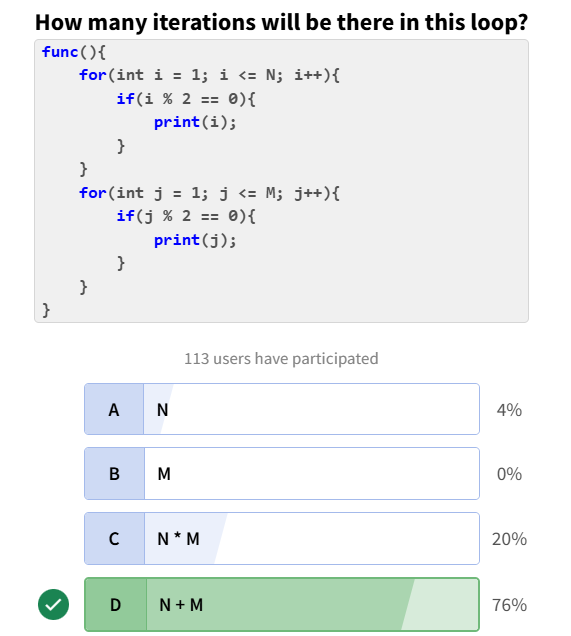 How many iterations will be there in this loop?
func(){
    for(int i = 1; i <= N; i++){
        if(i % 2 == 0){
            print(i);
        }
    }
    for(int j = 1; j <= M; j++){
        if(j % 2 == 0){
            print(j);
        }
    }
}
113 users have participated
A N 4%
B M 0%
C N * M 20%
D N + M 76%